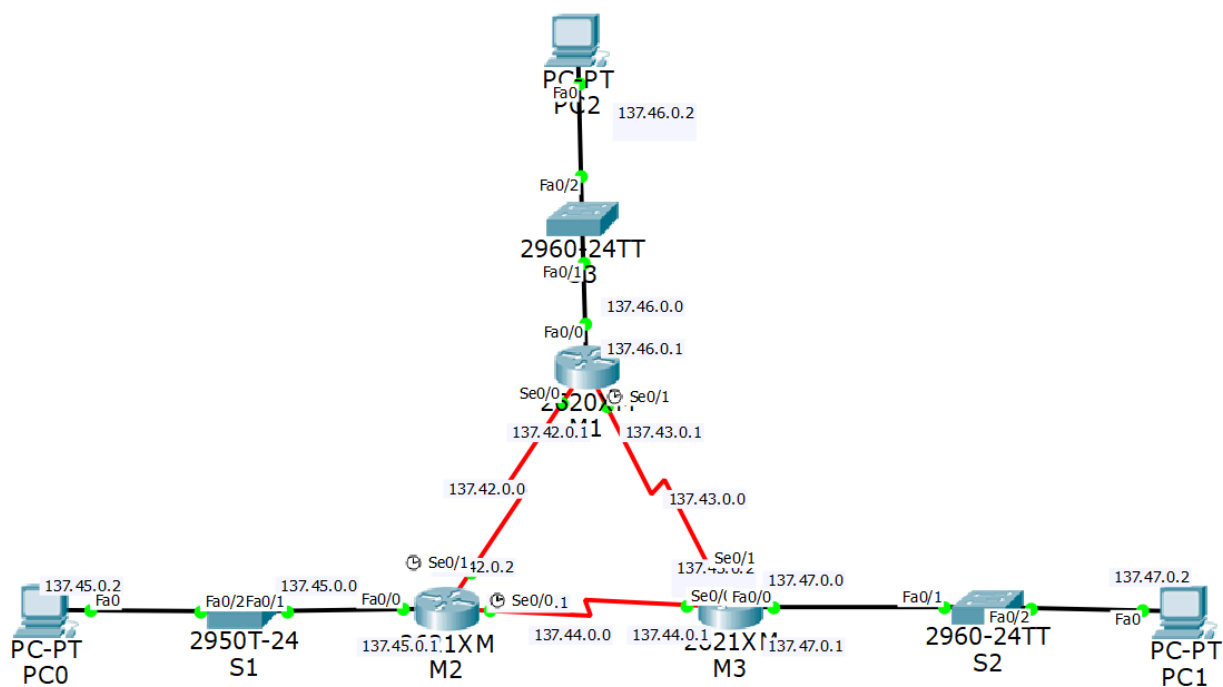 PC-PT
Fa0
PC2
137.46.0.2
Fa0/2
2960-24TT
Fa0/1
137.46.0.0
Fa0/0
137.46.0.1
Se0/0
Se0/1
M1
137.42.0.1
137.43.0.1
137.42.0.0
137.43.0.0
Se0/1
Se0/1
137.45.0.2
137.45.0.0
137.47.0.0
137.47.0.2
Fa0
Fa0/2
Fa0/1
Fa0/0
Se0/0
Fa0/0
Fa0/1
Fa0/2
Fa0
PC-PT
2950T-24
137.45.0.1
137.44.0.0
137.44.0.1
137.47.0.1
2960-24TT
PC-PT
PC0
S1
M2
M3
S2
PC1